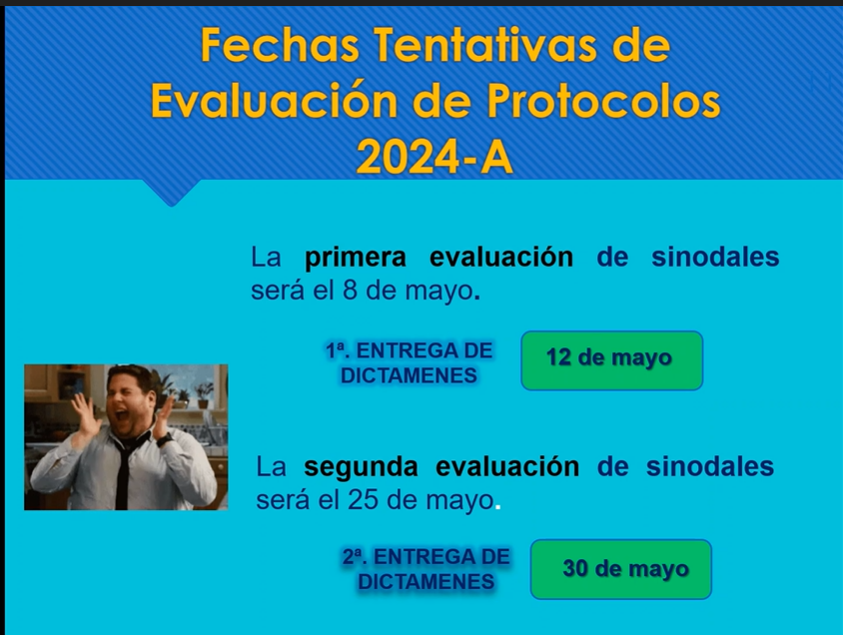 Fechas Tentativas de
Evaluación de Protocolos
2024-A
La primera evaluación de sinodales
será el 8 de mayo.
1ª. ENTREGA DE
DICTAMENES
12 de mayo
La segunda evaluación de sinodales
será el 25 de mayo.
2ª. ENTREGA DE
DICTAMENES
30 de mayo